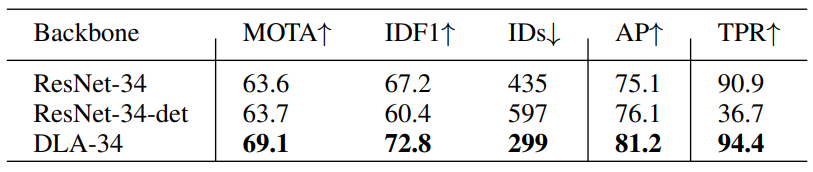 Backbone MOTA↑ IDF1↑ IDs↓ AP↑ TPR↑
ResNet-34 63.6 67.2 435 75.1 90.9
ResNet-34-det 63.7 60.4 597 76.1 36.7
DLA-34 69.1 72.8 299 81.2 94.4